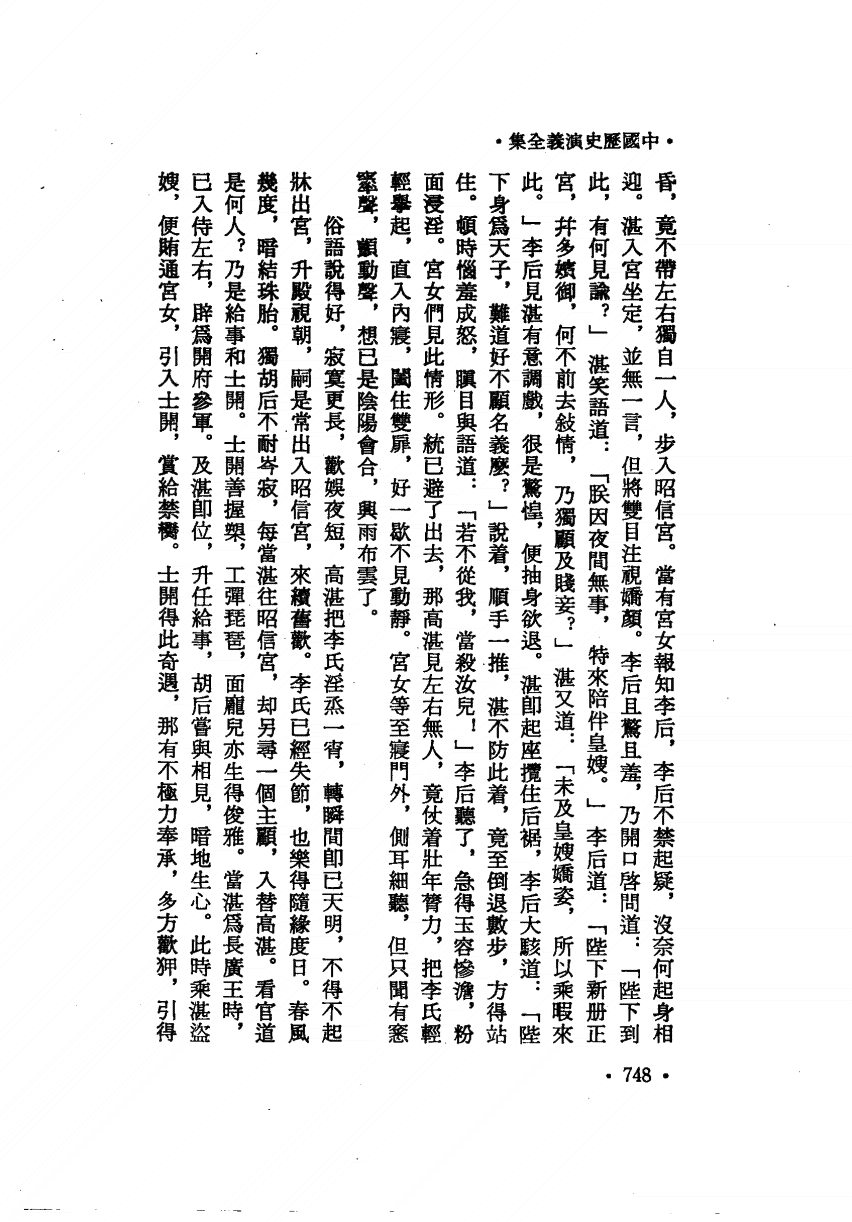 •中國歷史演義全集•
昏，竟不帶左右獨自一人，步入昭信宮。當有宮女報知李后，李后不禁起疑，沒奈何起身相
迎。湛入宮坐定，並無一言，但將雙目注視嬌顏。李后且驚且羞，乃開口啓問道：「陛下到
此，有何見諭？」湛笑語道：「朕因夜間無事，特來陪伴皇嫂。」李后道：「陛下新册正
宮，幷多嬪御，何不前去敍情，乃獨顧及賤妾？」湛又道：「未及皇嫂嬌姿，所以乘暇來
此。」李后見湛有意調戲，很是驚惶，便抽身欲退。湛卽起座攬住后裾，李后大駭道：「陛
下身爲天子，難道好不顧名義麼？」說着，順手一推，湛不防此着，竟至倒退數步，方得站
住。頓時惱羞成怒，瞋目與語道：「若不從我，當殺汝兒！」李后聽了，急得玉容慘澹，粉
面浸淫。宮女們見此情形。統已避了出去，那高湛見左右無人，竟仗着壯年膂力，把李氏輕
輕舉起，直入內寢，闔住雙扉，好一歇不見動靜。宮女等至寢門外，側耳細聽，但只聞有窸
窣聲，顫動聲，想已是陰陽會合，興雨布雲了。
俗語說得好，寂寞更長，歡娛夜短，高湛把李氏淫烝一宵，轉瞬間卽已天明，不得不起
牀出宮，升殿視朝，嗣是常出入昭信宮，來續舊歡。李氏已經失節，也樂得隨緣度日。春風
幾度，暗結珠胎。獨胡后不耐岑寂，每當湛往昭信宮，却另尋一個主顧，入替高湛。看官道
是何人？乃是給事和士開。士開善握槊，工彈琵琶，面龐兒亦生得俊雅。當湛爲長廣王時，
已入侍左右，辟爲開府參軍。及湛卽位，升任給事，胡后嘗與相見，暗地生心。此時乘湛盜
嫂，便賄通宮女，引入士開，賞給禁臠。士開得此奇遇，那有不極力奉承，多方歡狎，引得
•748•